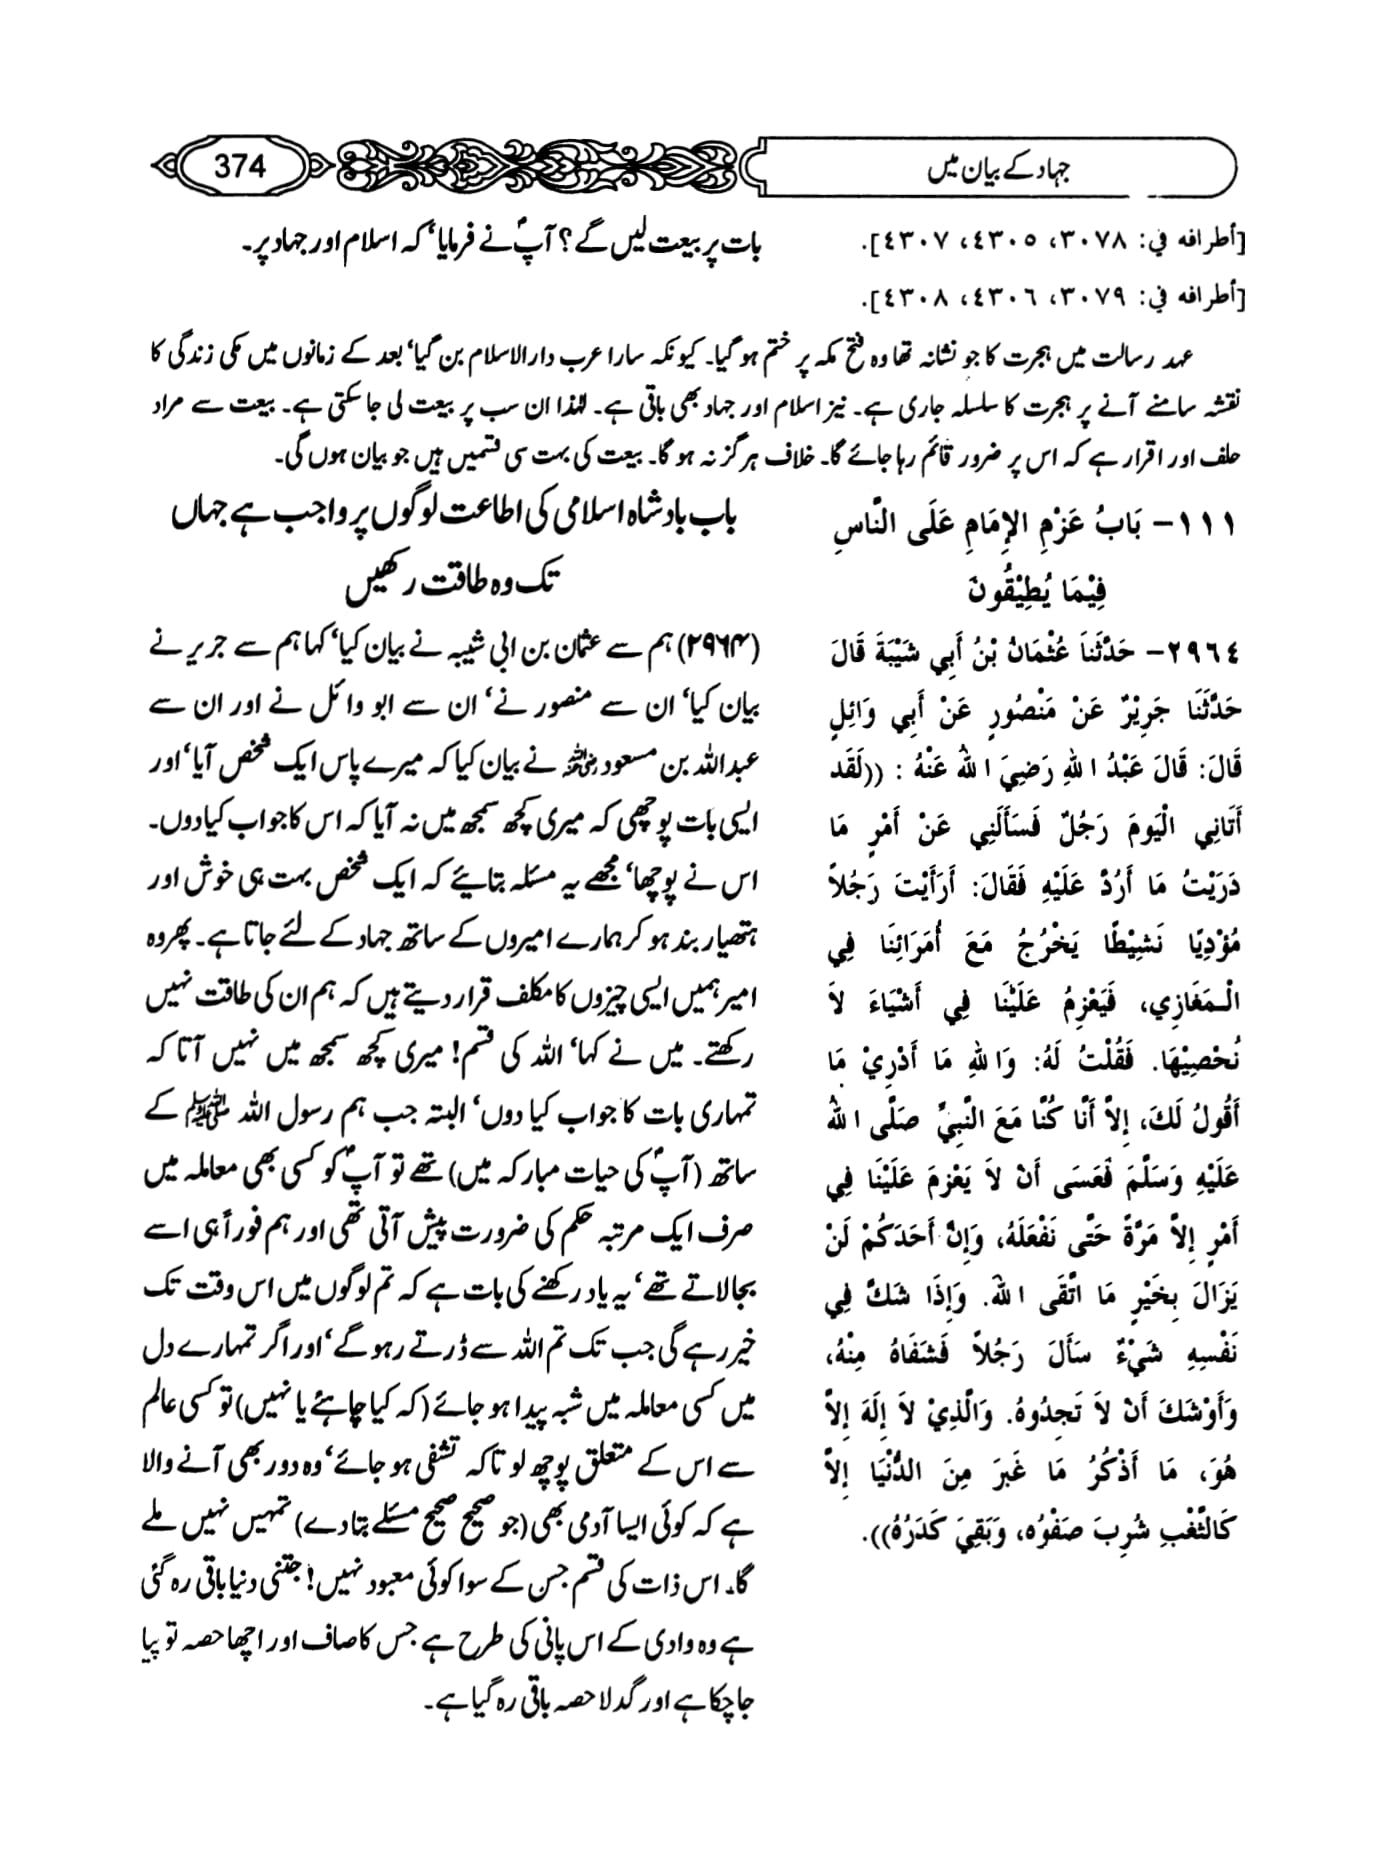 جہاد کے بیان میں
374
[أطرافه في: ٣٠٧٨، ٤٣٠٥، ٤٣٠٧].
[أطرافه في: ٣٠٧٩، ٤٣٠٦، ٤٣٠٨].
بات پر بیعت لیں گے؟ آپؐ نے فرمایا‘ کہ اسلام اور جہاد پر۔
عہد رسالت میں ہجرت کا جو نشانہ تھا وہ فتح مکہ پر ختم ہو گیا۔ کیونکہ سارا عرب دارالاسلام بن گیا‘ بعد کے زمانوں میں مکی زندگی کا
نقشہ سامنے آنے پر ہجرت کا سلسلہ جاری ہے۔ نیز اسلام اور جہاد بھی باقی ہے۔ لہٰذا ان سب پر بیعت لی جا سکتی ہے۔ بیعت سے مراد
حلف اور اقرار ہے کہ اس پر ضرور قائم رہا جائے گا۔ خلاف ہرگز نہ ہو گا۔ بیعت کی بہت سی قسمیں ہیں جو بیان ہوں گی۔
١١١- بَابُ عَزْمِ الإِمَامِ عَلَى النَّاسِ
فِيْمَا يُطِيْقُونَ
٢٩٦٤- حَدَّثَنَا عُثْمَانُ بْنُ أَبِي شَيْبَةَ قَالَ
حَدَّثَنَا جَرِيْرٌ عَنْ مَنْصُورٍ عَنْ أَبِي وَائِلٍ
قَالَ: قَالَ عَبْدُ اللهِ رَضِيَ اللهُ عَنْهُ : ((لَقَدْ
أَتَانِي الْيَومَ رَجُلٌ فَسَأَلَنِي عَنْ أَمْرٍ مَا
دَرَيْتُ مَا أَرُدُّ عَلَيْهِ فَقَالَ: أَرَأَيْتَ رَجُلاً
مُؤْدِيًا نَشِيْطًا يَخْرُجُ مَعَ أُمَرَائِنَا فِي
الْـمَغَازِي، فَيَعْزِمُ عَلَيْنَا فِي أَشْيَاءَ لاَ
نُحْصِيْهَا. فَقُلْتُ لَهُ: وَاللهِ مَا أَدْرِيْ مَا
أَقُولُ لَكَ، إِلاَّ أَنَّا كُنَّا مَعَ النَّبِيِّ صَلَّى اللهُ
عَلَيْهِ وَسَلَّمَ فَعَسَى أَنْ لاَ يَعْزِمَ عَلَيْنَا فِي
أَمْرٍ إِلاَّ مَرَّةً حَتَّى نَفْعَلَهُ، وَإِنَّ أَحَدَكُمْ لَنْ
يَزَالَ بِخَيْرٍ مَا اتَّقَى اللهَ. وَإِذَا شَكَّ فِي
نَفْسِهِ شَيْءٌ سَأَلَ رَجُلاً فَشَفَاهُ مِنْهُ،
وَأَوْشَكَ أَنْ لاَ تَجِدُوهُ. وَالَّذِيْ لاَ إِلَهَ إِلاَّ
هُوَ، مَا أَذْكُرُ مَا غَبَرَ مِنَ الدُّنْيَا إِلاَّ
كَالثَّغْبِ شُرِبَ صَفْوُه، وَبَقِيَ كَدَرُهُ)).
باب بادشاہ اسلامی کی اطاعت لوگوں پر واجب ہے جہاں
تک وہ طاقت رکھیں
(۲۹۶۴) ہم سے عثمان بن ابی شیبہ نے بیان کیا‘ کہا ہم سے جریر نے
بیان کیا‘ ان سے منصور نے‘ ان سے ابو وائل نے اور ان سے
عبداللہ بن مسعود رضی اللہ عنہ نے بیان کیا کہ میرے پاس ایک شخص آیا‘ اور
ایسی بات پوچھی کہ میری کچھ سمجھ میں نہ آیا کہ اس کا جواب کیا دوں۔
اس نے پوچھا‘ مجھے یہ مسئلہ بتایئے کہ ایک شخص بہت ہی خوش اور
ہتھیار بند ہو کر ہمارے امیروں کے ساتھ جہاد کے لئے جاتا ہے۔ پھر وہ
امیر ہمیں ایسی چیزوں کا مکلف قرار دیتے ہیں کہ ہم ان کی طاقت نہیں
رکھتے۔ میں نے کہا‘ اللہ کی قسم! میری کچھ سمجھ میں نہیں آتا کہ
تمہاری بات کا جواب کیا دوں‘ البتہ جب ہم رسول اللہ ﷺ کے
ساتھ (آپؐ کی حیات مبارکہ میں) تھے تو آپؐ کو کسی بھی معاملہ میں
صرف ایک مرتبہ حکم کی ضرورت پیش آتی تھی اور ہم فوراً ہی اسے
بجا لاتے تھے‘ یہ یاد رکھنے کی بات ہے کہ تم لوگوں میں اس وقت تک
خیر رہے گی جب تک تم اللہ سے ڈرتے رہو گے‘ اور اگر تمہارے دل
میں کسی معاملہ میں شبہ پیدا ہو جائے (کہ کیا چاہئے یا نہیں) تو کسی عالم
سے اس کے متعلق پوچھ لو تاکہ تشفی ہو جائے‘ وہ دور بھی آنے والا
ہے کہ کوئی ایسا آدمی بھی (جو صحیح صحیح مسئلے بتا دے) تمہیں نہیں ملے
گا۔ اس ذات کی قسم جس کے سوا کوئی معبود نہیں! جتنی دنیا باقی رہ گئی
ہے وہ وادی کے اس پانی کی طرح ہے جس کا صاف اور اچھا حصہ تو پیا
جا چکا ہے اور گدلا حصہ باقی رہ گیا ہے۔